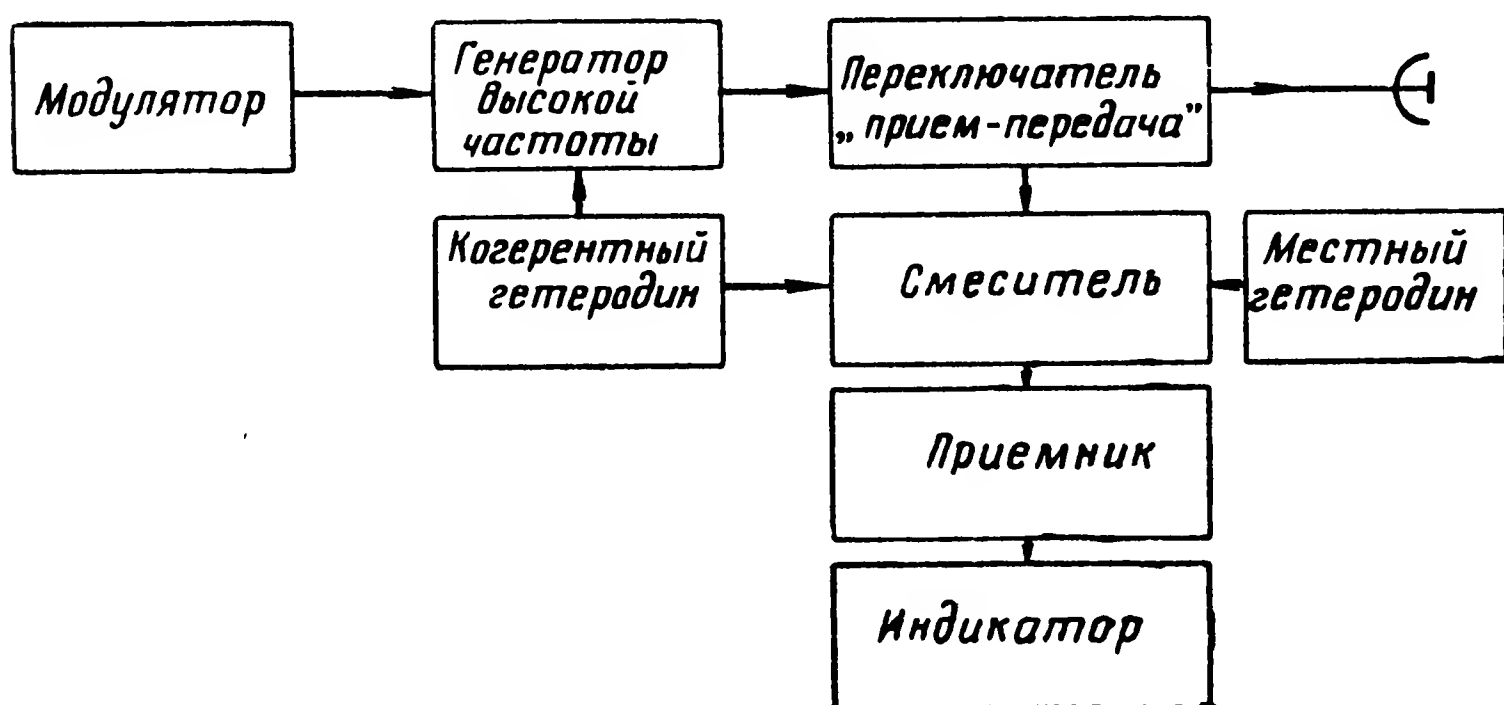 Модулятор
Генератор
высокой
частоты
Переключатель
„прием-передача”
Когерентный
гетеродин
Смеситель
Местный
гетеродин
Приемник
Индикатор